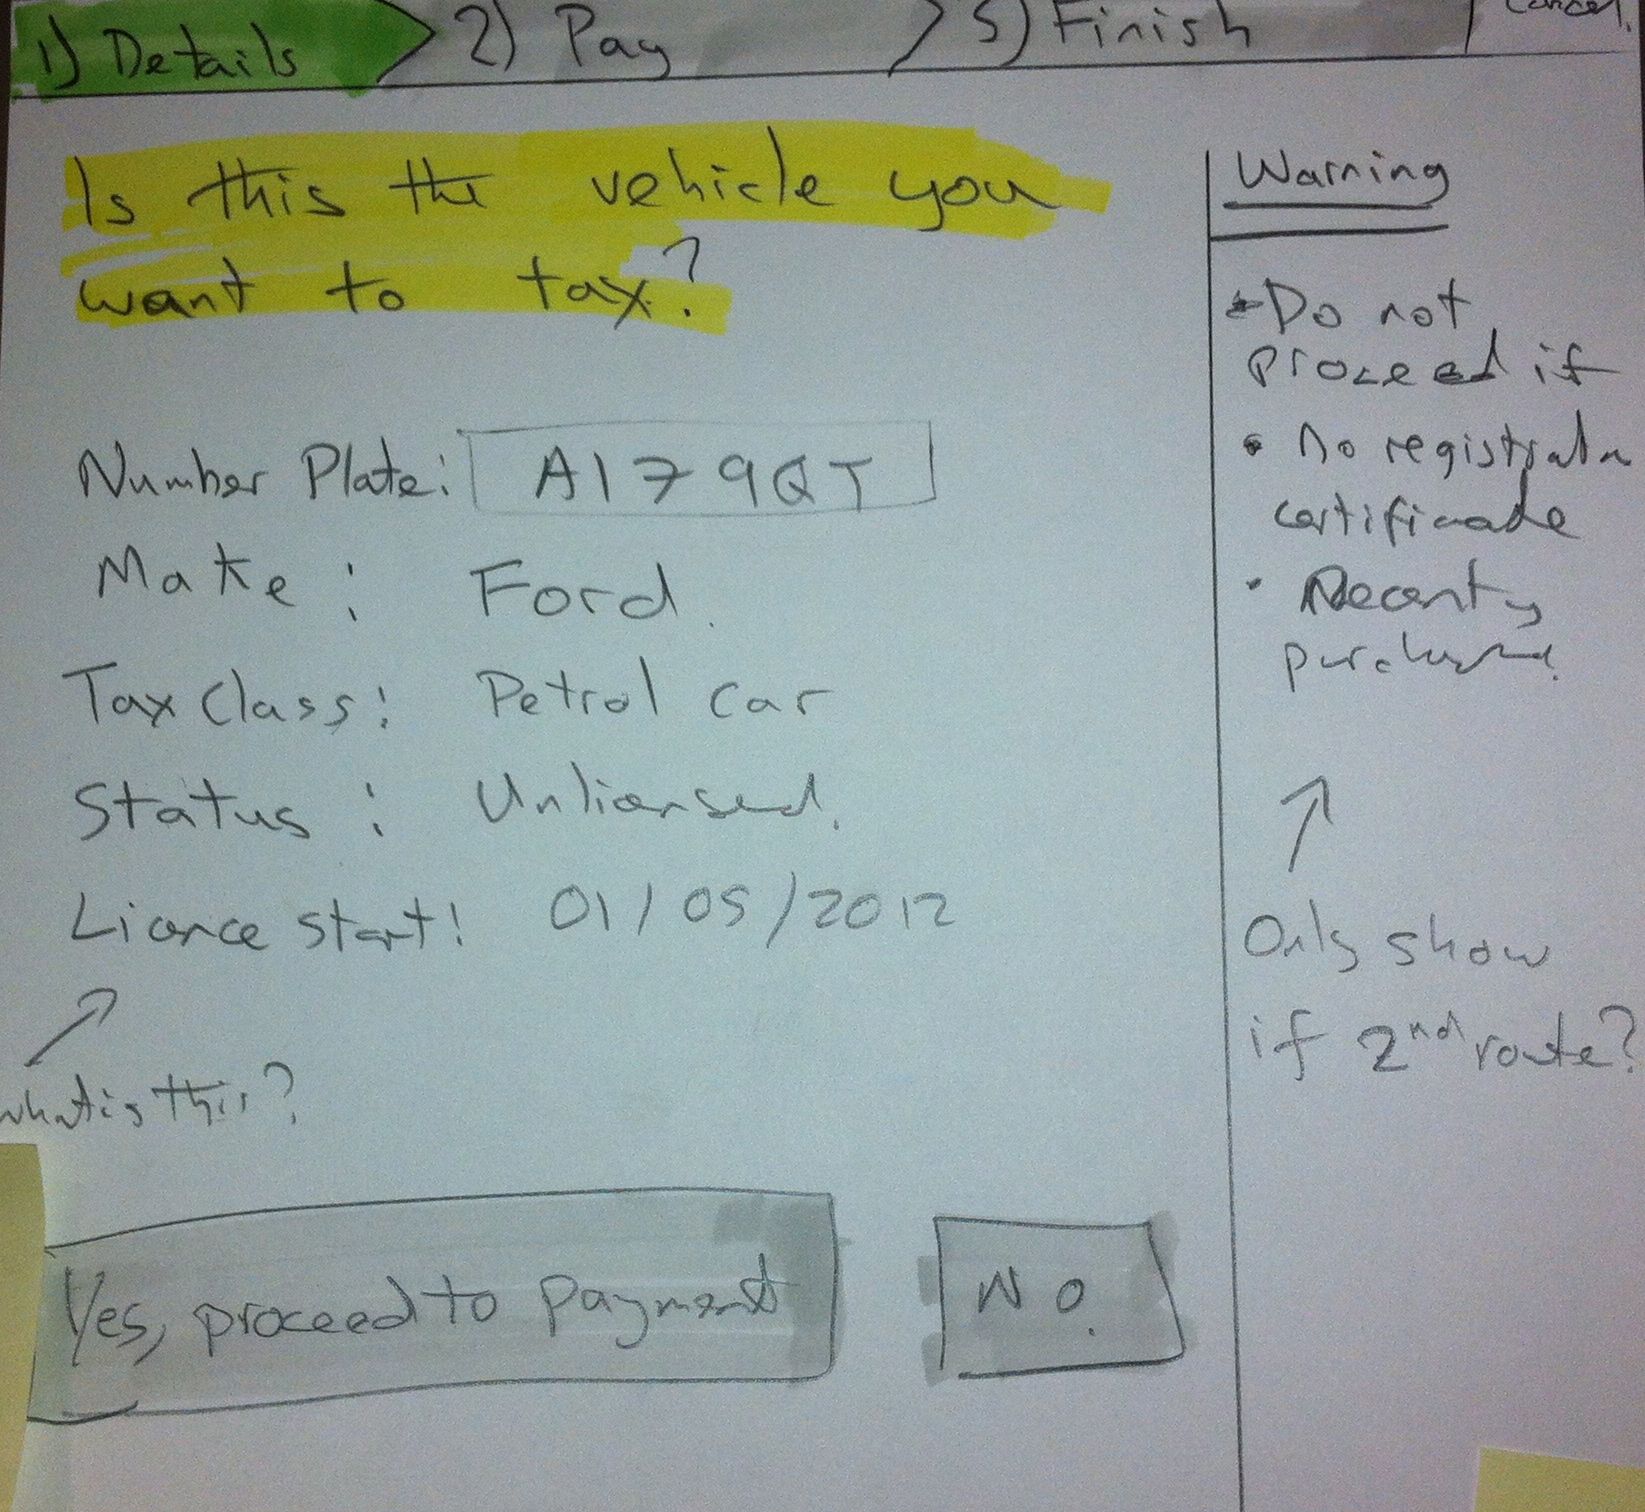 1) Details > 2) Pay > 3) Finish | Cancel.
Is this the vehicle you
want to tax?
Number Plate: A179QT
Make: Ford.
Tax Class: Petrol car
Status: Unlicensed.
Licence start: 01/05/2012
what is this?
Yes, proceed to Payment
No.
Warning
Do not
proceed if
• no registratn
certificate
• Recently
purchased.
Only show
if 2nd route?